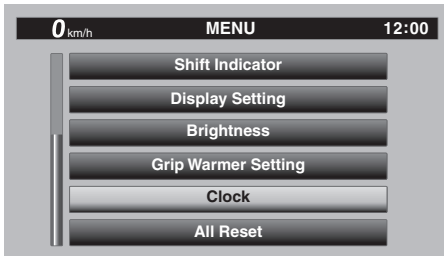 0 km/h MENU 12:00
Shift Indicator
Display Setting
Brightness
Grip Warmer Setting
Clock
All Reset